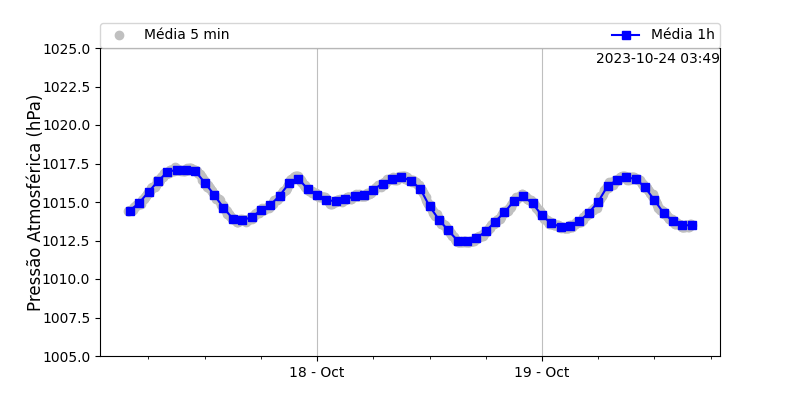 Média 5 min
Média 1h
2023-10-24 03:49
Pressão Atmosférica (hPa)
1025.0
1022.5
1020.0
1017.5
1015.0
1012.5
1010.0
1007.5
1005.0
18 - Oct
19 - Oct